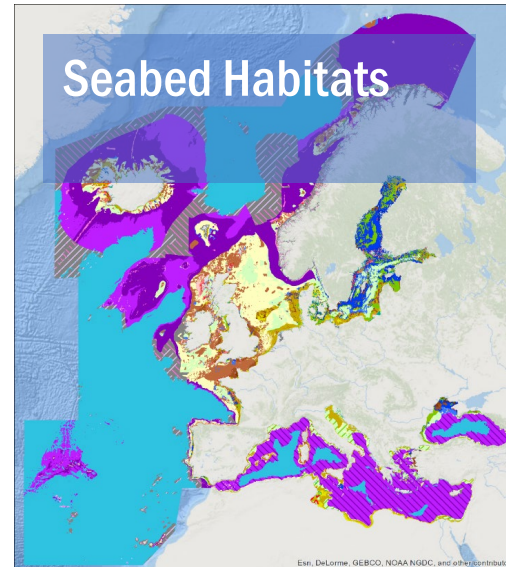 Seabed Habitats
Esri, DeLorme, GEBCO, NOAA NGDC, and other contribut